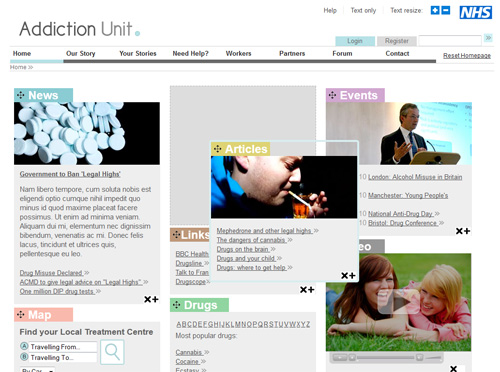 Help Text only Text resize:
NHS
Addiction Unit.
Login Register
Home Our Story Your Stories Need Help? Workers Partners Forum Contact
Reset Homepage
Home »
News
Government to Ban 'Legal Highs'
Nam libero tempore, cum soluta nobis est
eligendi optio cumque nihil impedit quo
minus id quod maxime placeat facere
possimus. Ut enim ad minima veniam.
Aliquam dui mi, elementum nec dignissim
bibendum, venenatis ac mi. Donec felis
lacus, tincidunt et ultrices quis,
pellentesque eu leo.
Drug Misuse Declared »
ACMD to give legal advice on "Legal Highs" »
One million DIP drug tests »
Map
Find your Local Treatment Centre
A Travelling From...
B Travelling To...
By Car
Articles
Mephedrone and other legal highs »
The dangers of cannabis »
Drugs on the brain »
Drugs and your child »
Drugs: where to get help »
Links
BBC Health
Drugsline
Talk to Fran
Drugscope
Drugs
ABCDEFGHIJKLMNOPQRSTUVWXYZ
Most popular drugs:
Cannabis »
Cocaine »
Ecstasy »
Events
10 London: Alcohol Misuse in Britain
10 Manchester: Young People's
10 National Anti-Drug Day »
10 Bristol: Drug Conference »
eo